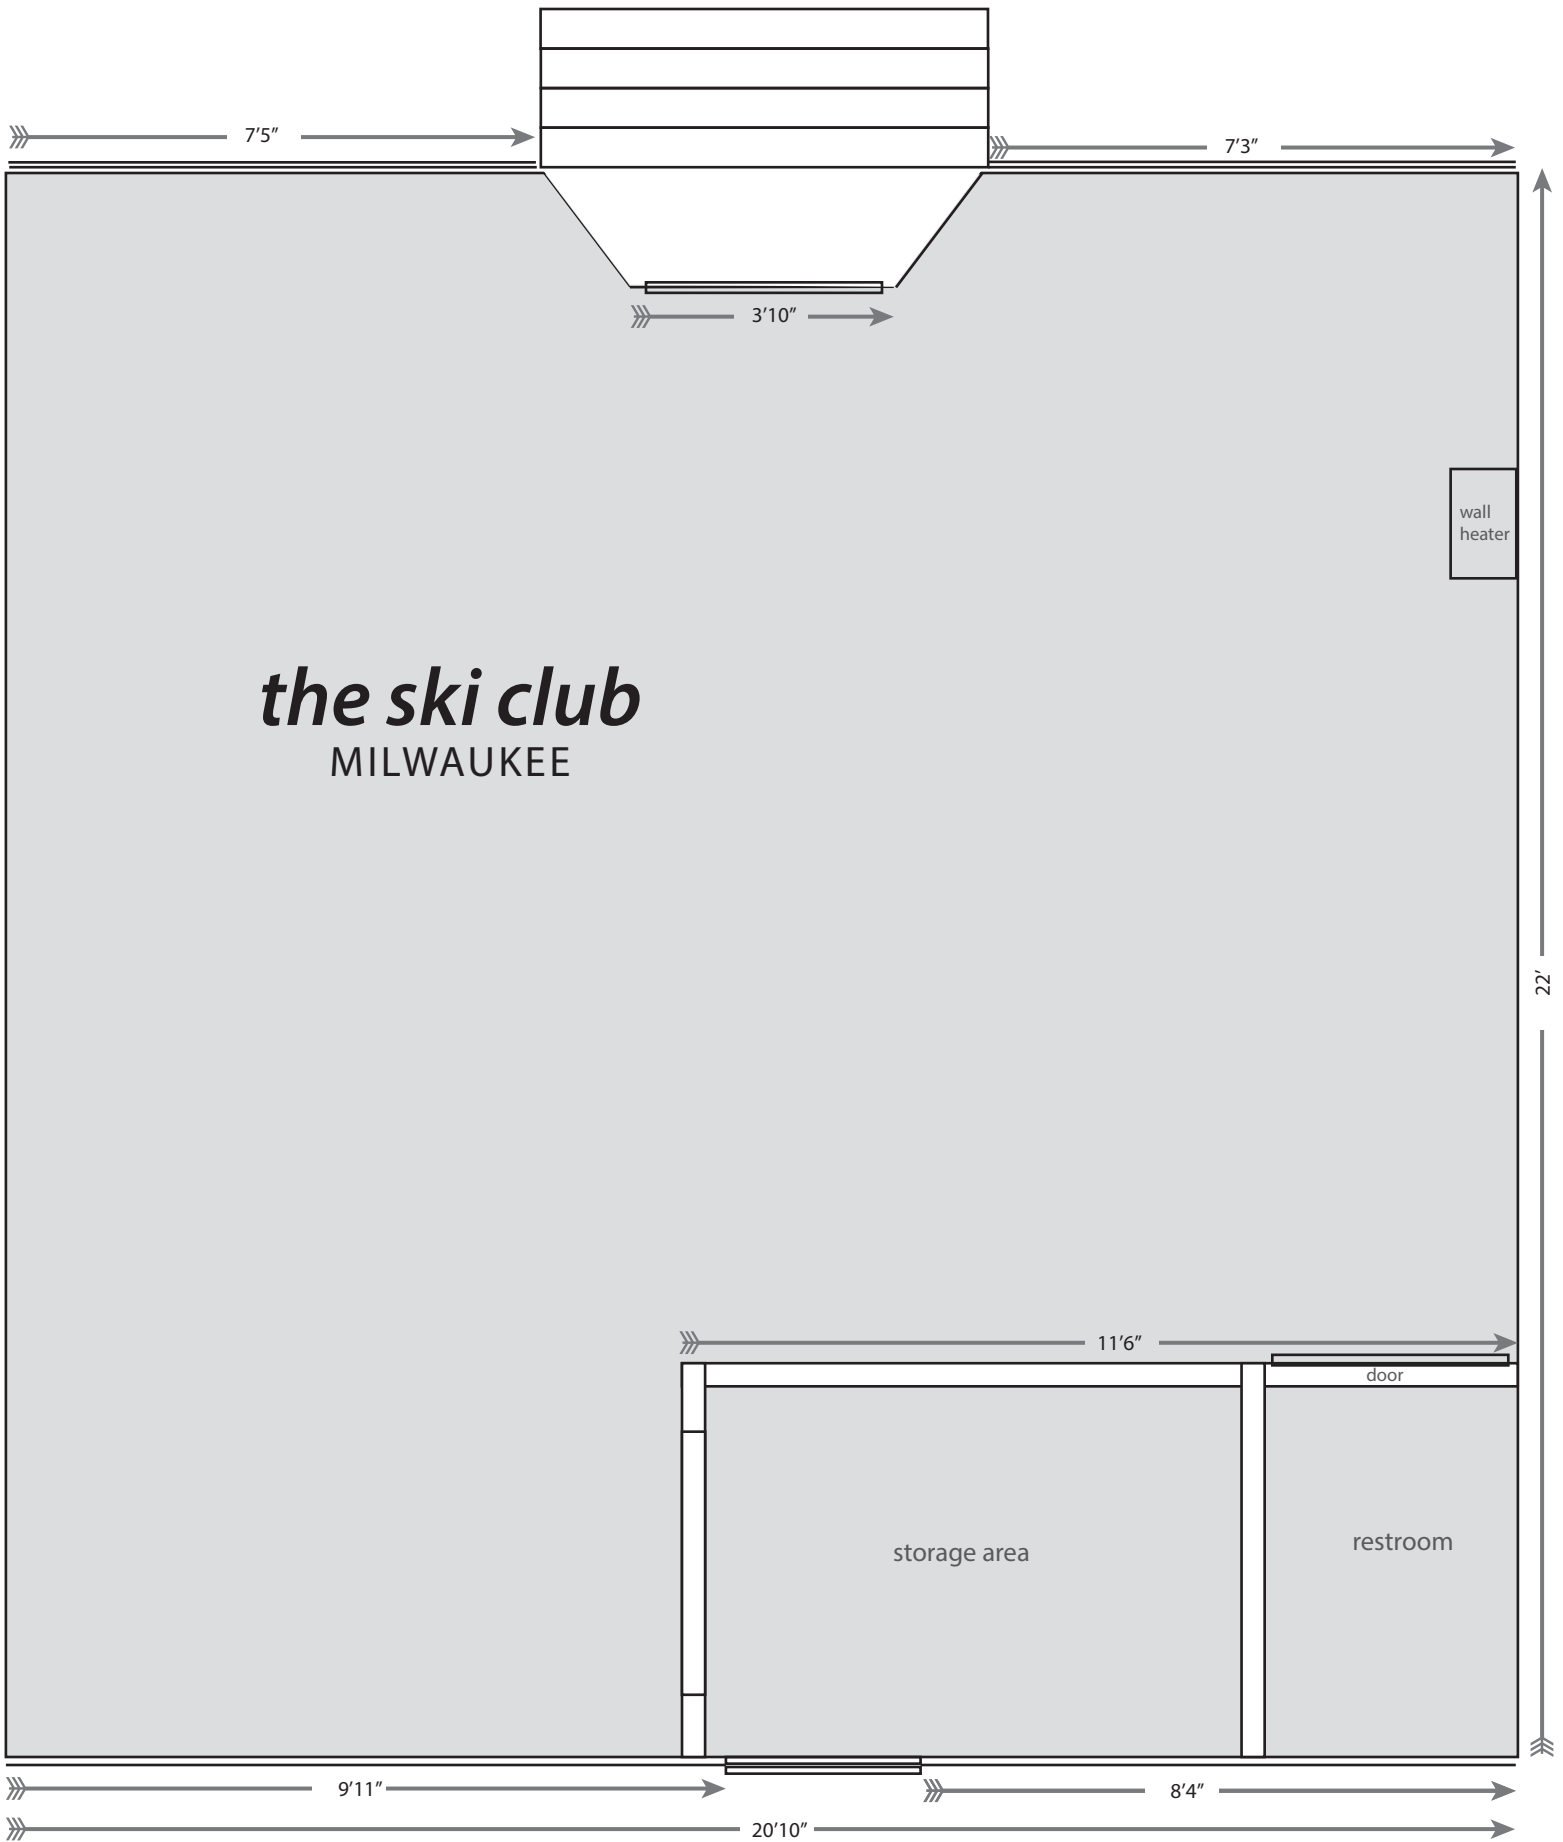 7’5”
7’3”
3’10”
wall
heater
the ski club
MILWAUKEE
22’
11’6”
door
storage area
restroom
9’11”
8’4”
20’10”